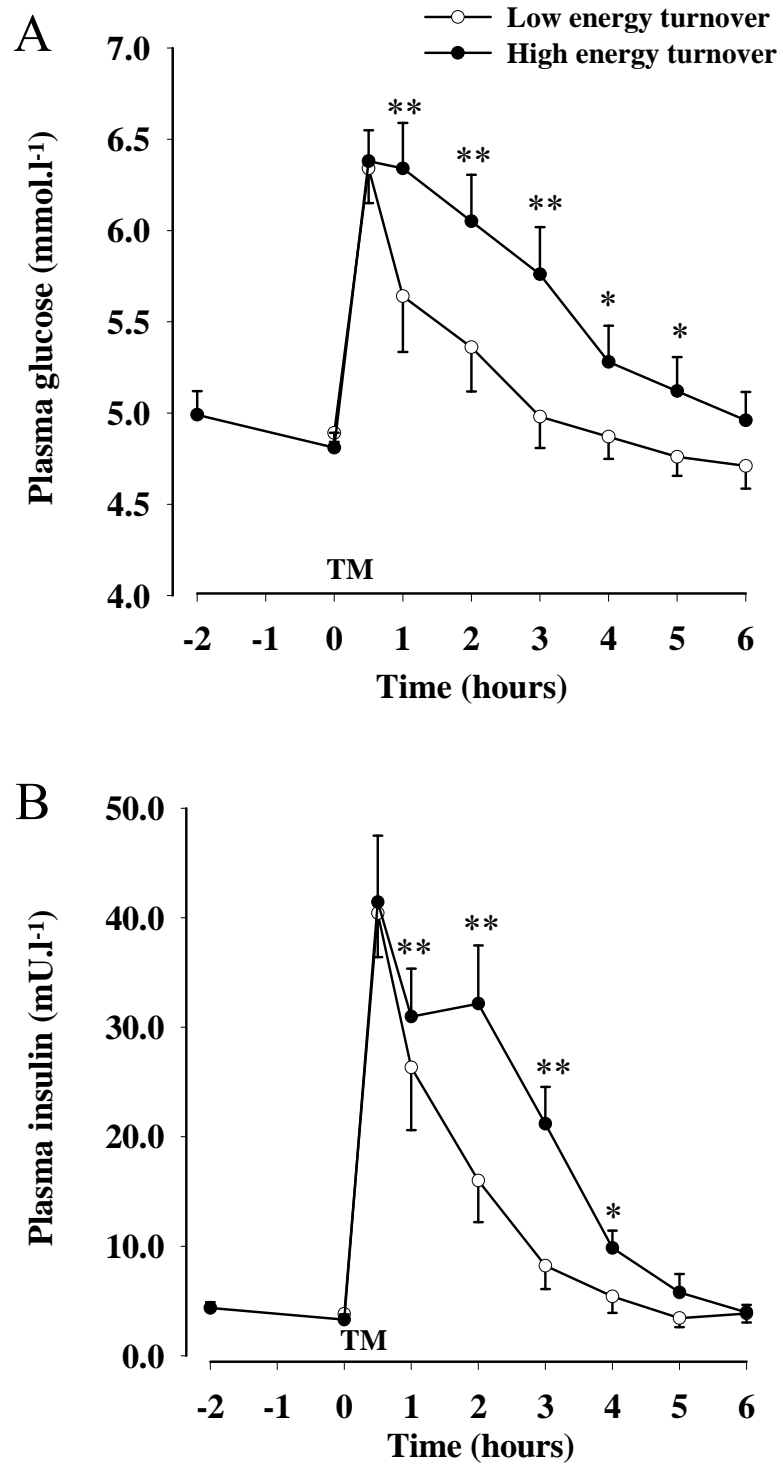 A
Low energy turnover
High energy turnover
7.0
6.5
6.0
5.5
5.0
4.5
4.0
Plasma glucose (mmol.l-1)
**
**
**
*
*
TM
-2 -1 0 1 2 3 4 5 6
Time (hours)
B
50.0
40.0
30.0
20.0
10.0
0.0
Plasma insulin (mU.l-1)
**
**
**
*
TM
-2 -1 0 1 2 3 4 5 6
Time (hours)